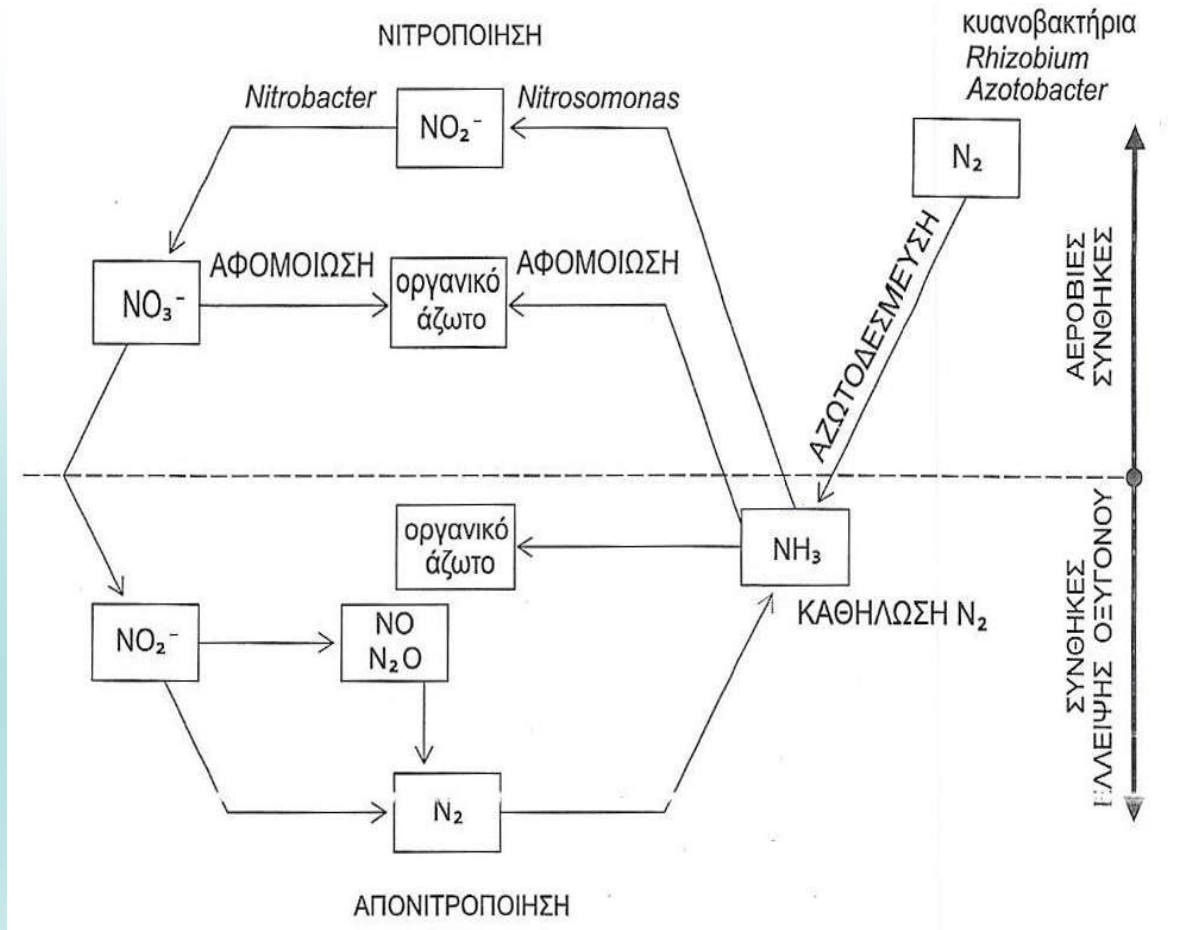 ΝΙΤΡΟΠΟΙΗΣΗ
κυανοβακτήρια
Rhizobium
Azotobacter
Nitrobacter
NO₂⁻
Nitrosomonas
N₂
ΑΖΩΤΟΔΕΣΜΕΥΣΗ
ΑΕΡΟΒΙΕΣ
ΣΥΝΘΗΚΕΣ
NO₃⁻
ΑΦΟΜΟΙΩΣΗ
οργανικό
άζωτο
ΑΦΟΜΟΙΩΣΗ
οργανικό
άζωτο
NH₃
ΚΑΘΗΛΩΣΗ N₂
ΣΥΝΘΗΚΕΣ
ΕΛΛΕΙΨΗΣ ΟΞΥΓΟΝΟΥ
NO₂⁻
NO
N₂O
N₂
ΑΠΟΝΙΤΡΟΠΟΙΗΣΗ